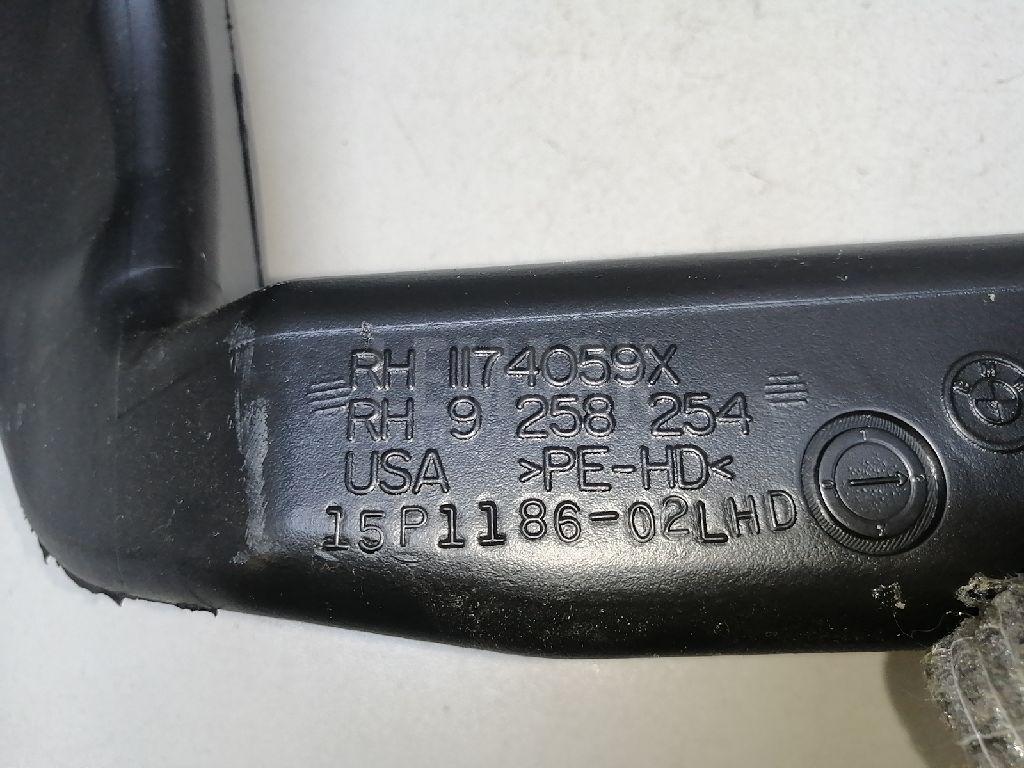 RH 1174059X
RH 9 258 254
USA >PE-HD<
15P1186-02LHD